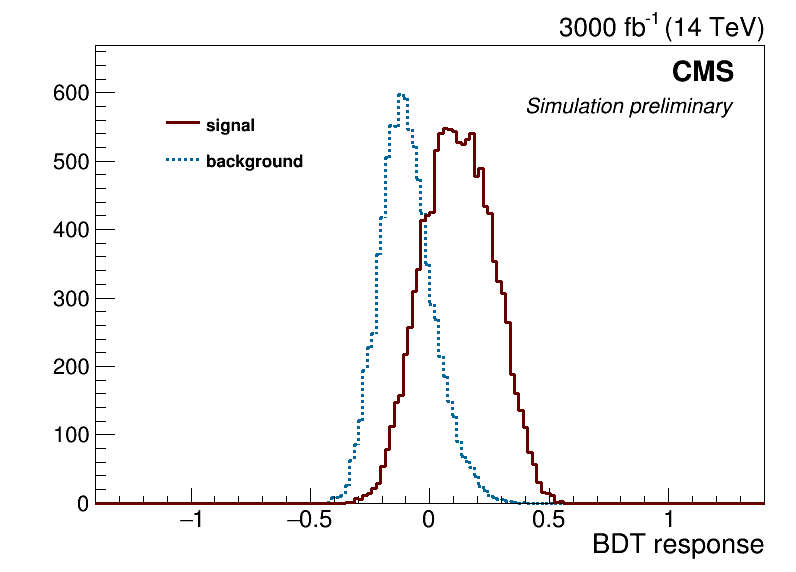 3000 fb-1 (14 TeV)
CMS
Simulation preliminary
signal
background
600
500
400
300
200
100
0
−1 −0.5 0 0.5 1
BDT response